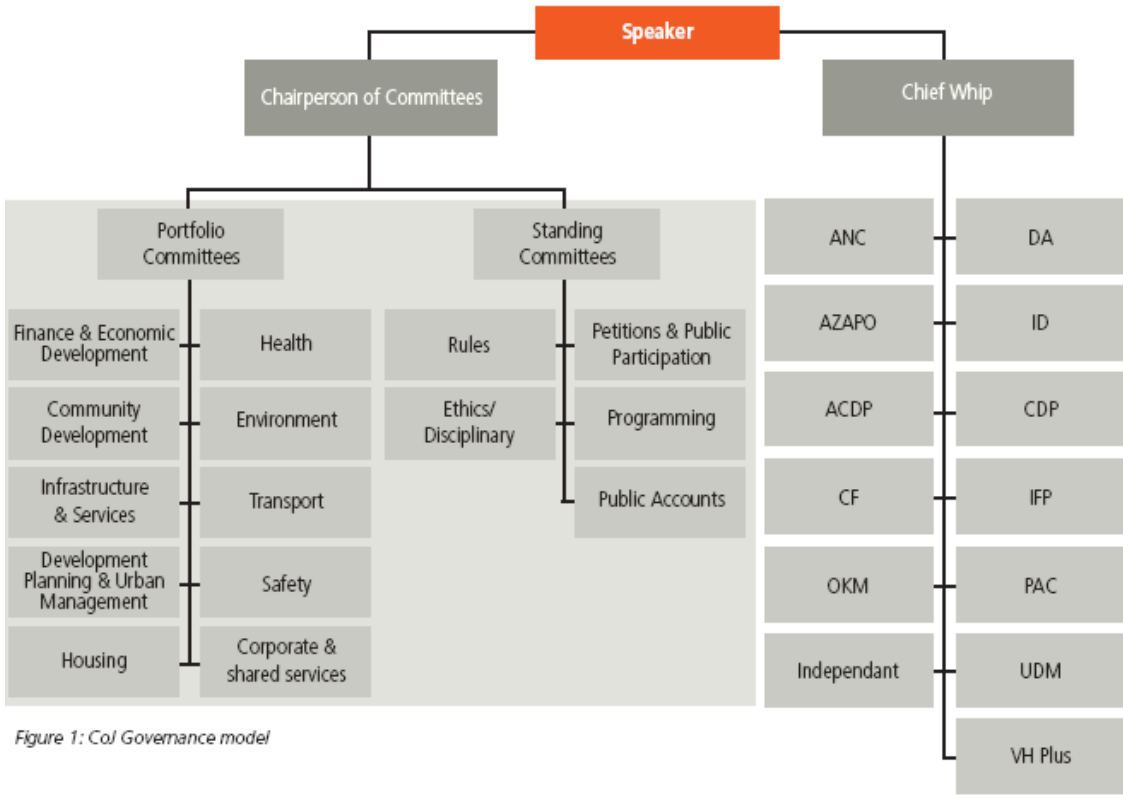 Speaker
Chairperson of Committees
Chief Whip
Portfolio
Committees
Standing
Committees
Finance & Economic
Development
Health
Community
Development
Environment
Infrastructure
& Services
Transport
Development
Planning & Urban
Management
Safety
Housing
Corporate &
shared services
Rules
Petitions & Public
Participation
Ethics/
Disciplinary
Programming
Public Accounts
ANC
DA
AZAPO
ID
ACDP
CDP
CF
IFP
OKM
PAC
Independant
UDM
VH Plus
Figure 1: CoJ Governance model